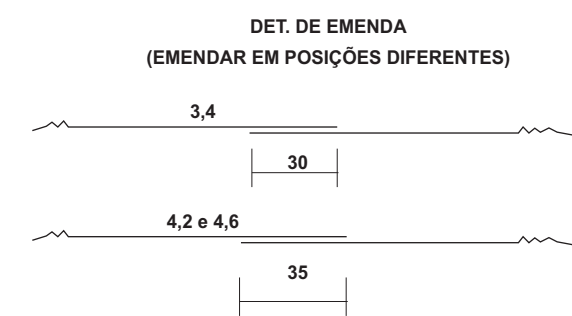 DET. DE EMENDA
(EMENDAR EM POSIÇÕES DIFERENTES)
3,4
30
4,2 e 4,6
35